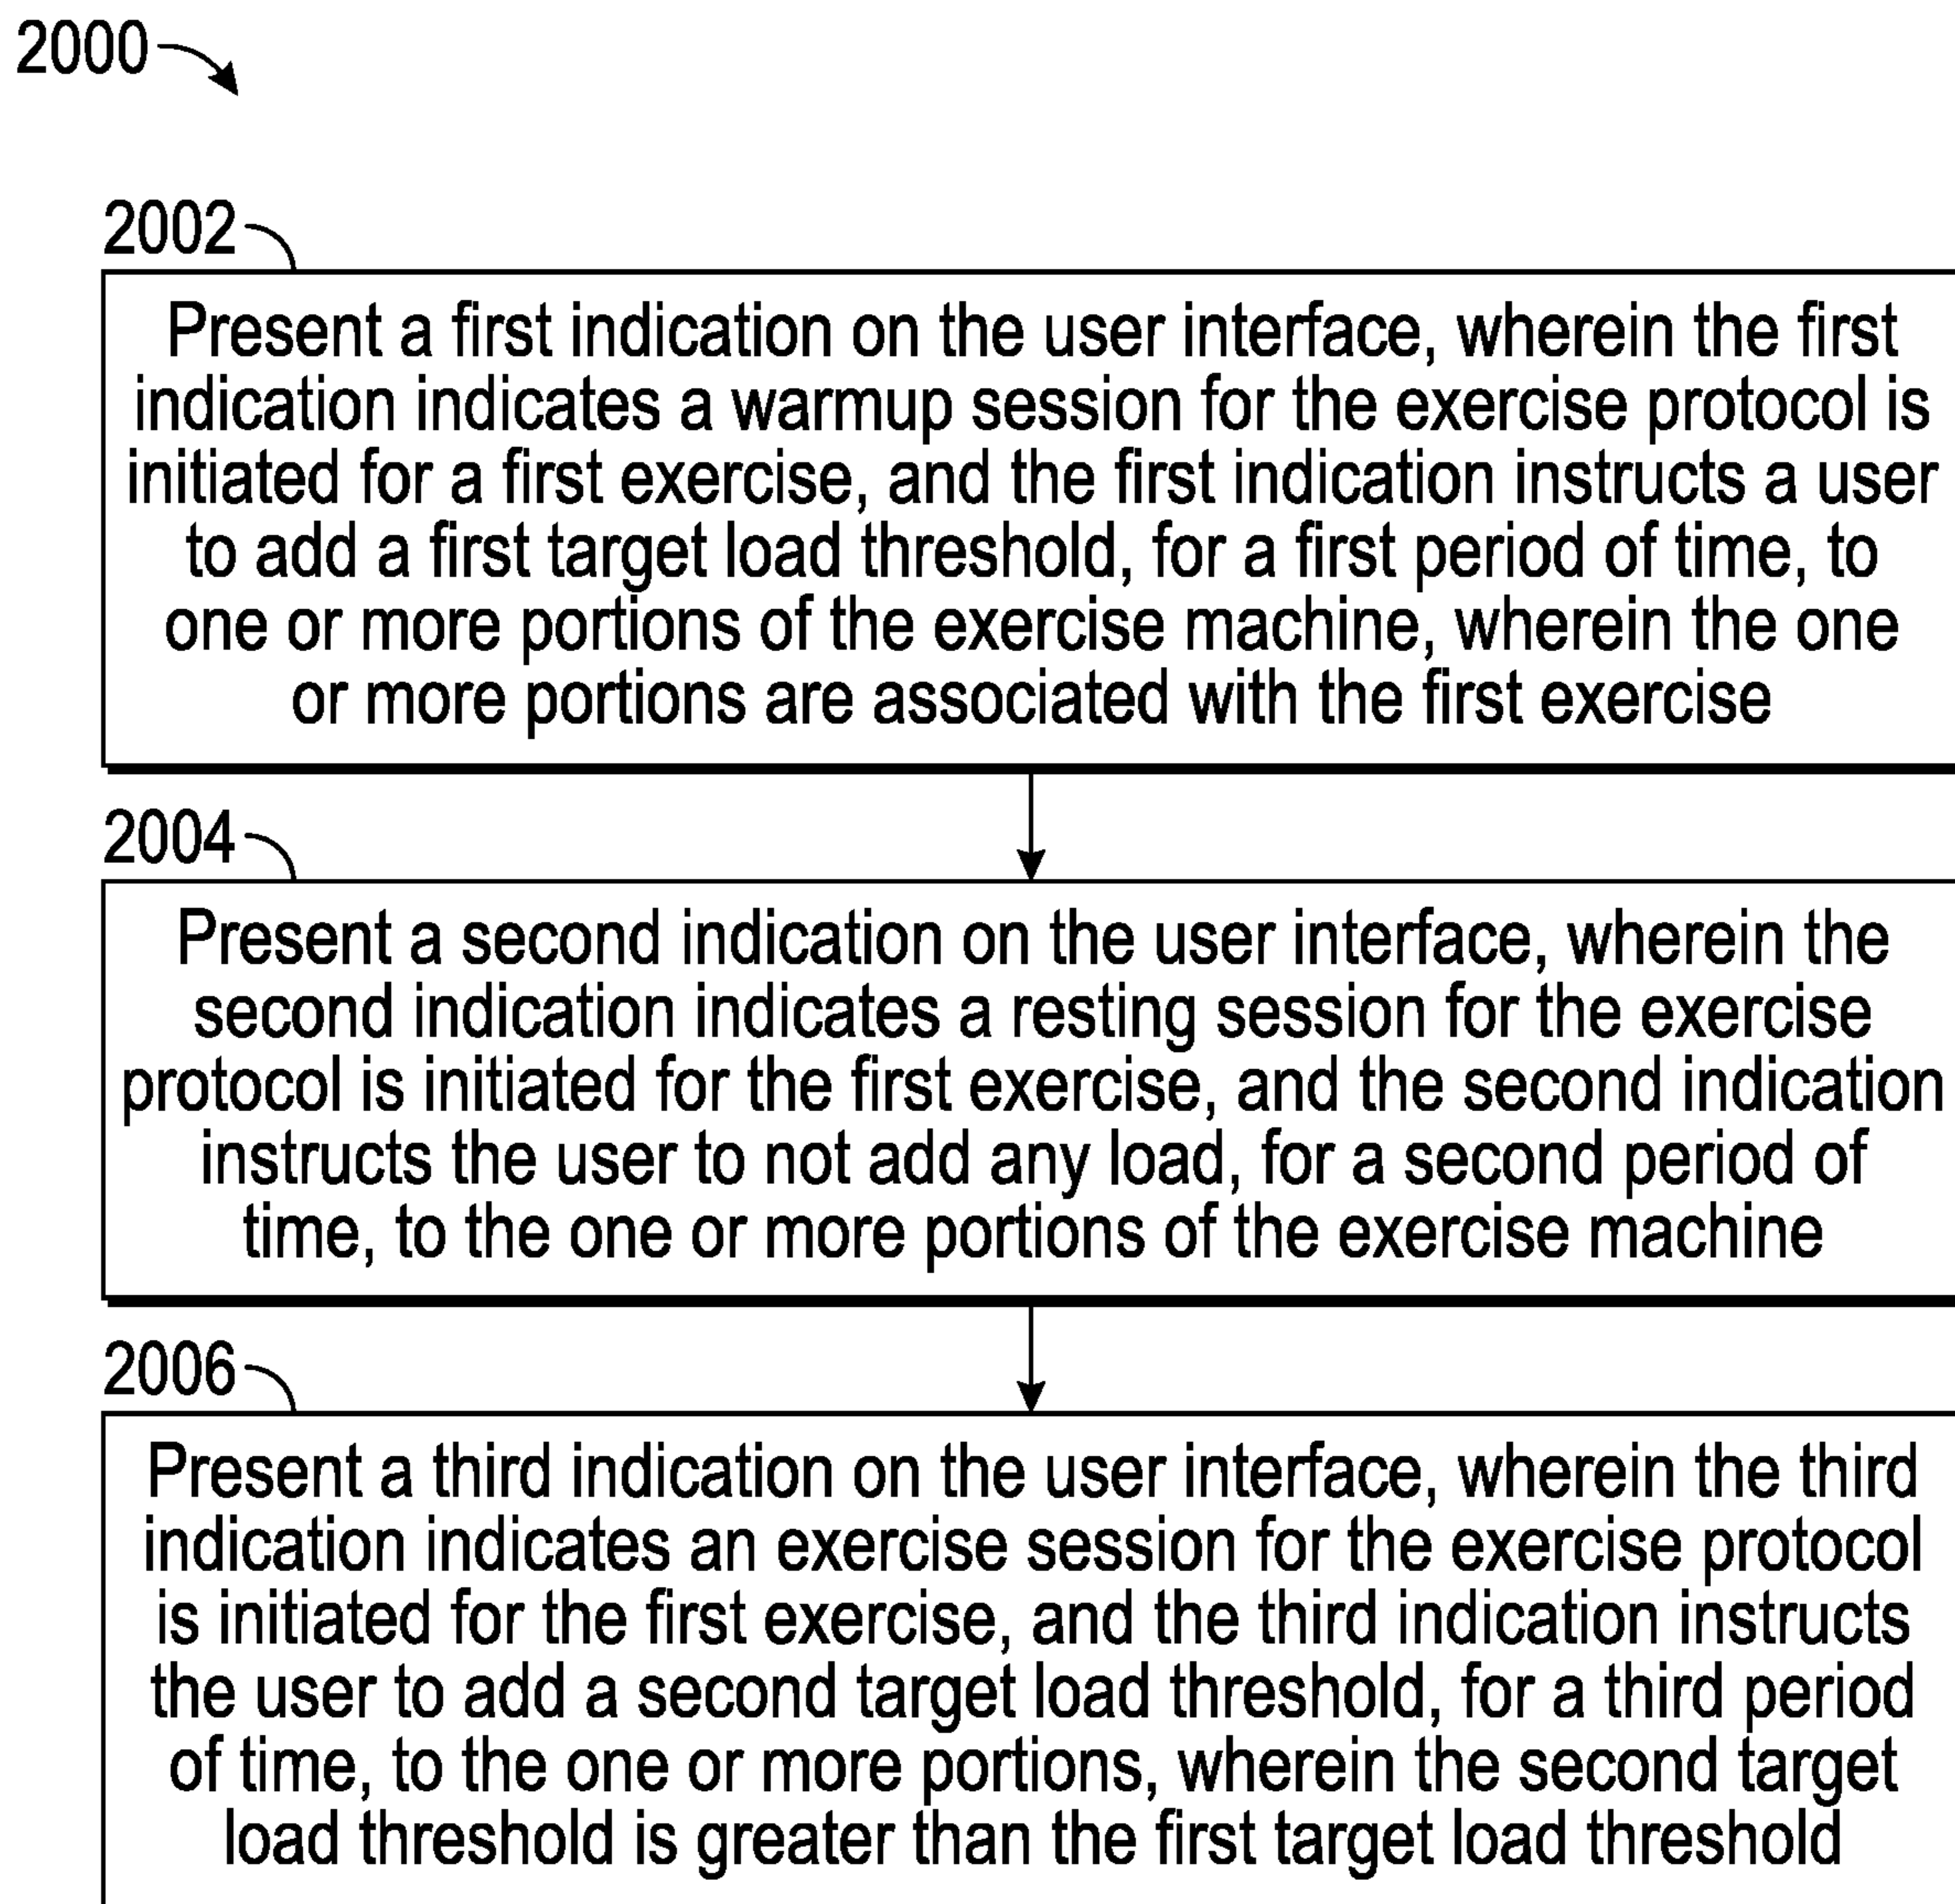 2000
2002
Present a first indication on the user interface, wherein the first
indication indicates a warmup session for the exercise protocol is
initiated for a first exercise, and the first indication instructs a user
to add a first target load threshold, for a first period of time, to
one or more portions of the exercise machine, wherein the one
or more portions are associated with the first exercise
2004
Present a second indication on the user interface, wherein the
second indication indicates a resting session for the exercise
protocol is initiated for the first exercise, and the second indication
instructs the user to not add any load, for a second period of
time, to the one or more portions of the exercise machine
2006
Present a third indication on the user interface, wherein the third
indication indicates an exercise session for the exercise protocol
is initiated for the first exercise, and the third indication instructs
the user to add a second target load threshold, for a third period
of time, to the one or more portions, wherein the second target
load threshold is greater than the first target load threshold